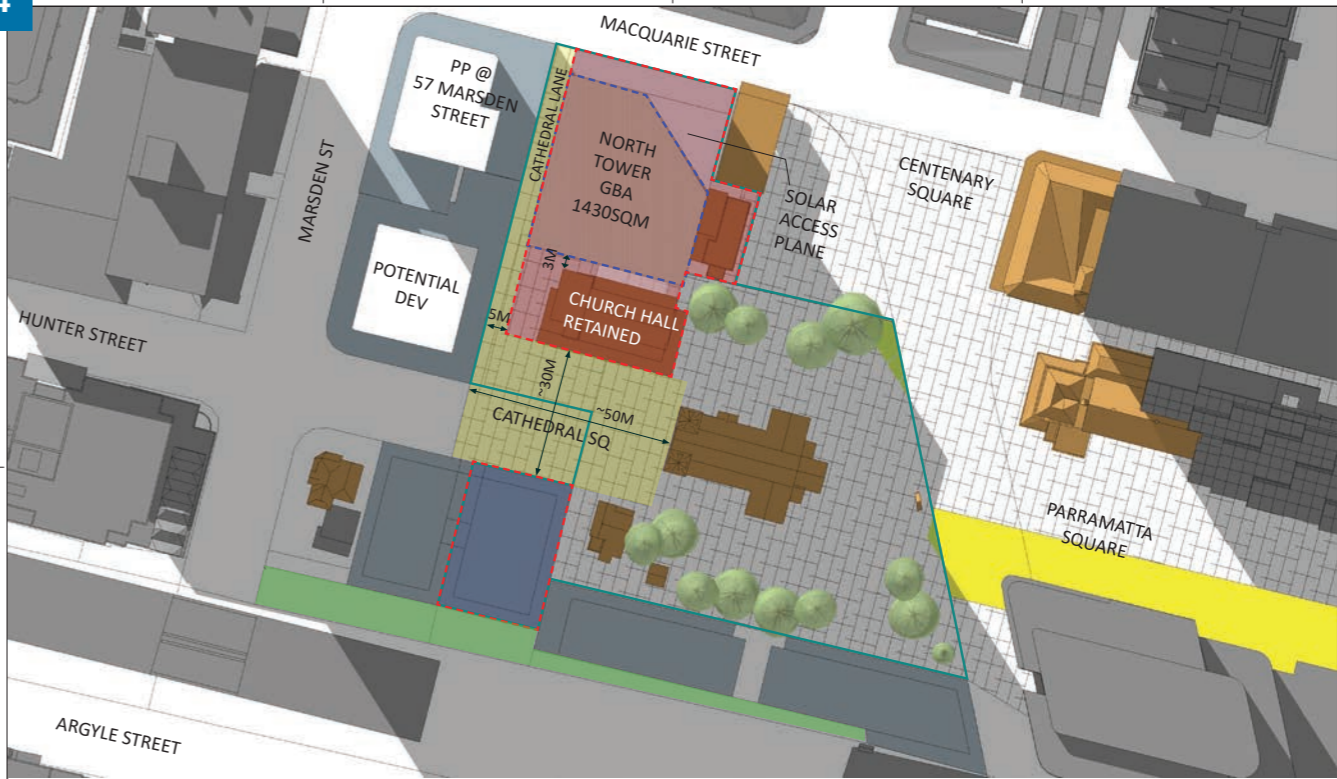 4
MACQUARIE STREET
PP @
57 MARSDEN
STREET
CATHEDRAL LANE
NORTH
TOWER
GBA
1430SQM
CENTENARY
SQUARE
SOLAR
ACCESS
PLANE
MARSDEN ST
3M
POTENTIAL
DEV
CHURCH HALL
RETAINED
5M
HUNTER STREET
~30M
~50M
CATHEDRAL SQ
PARRAMATTA
SQUARE
ARGYLE STREET